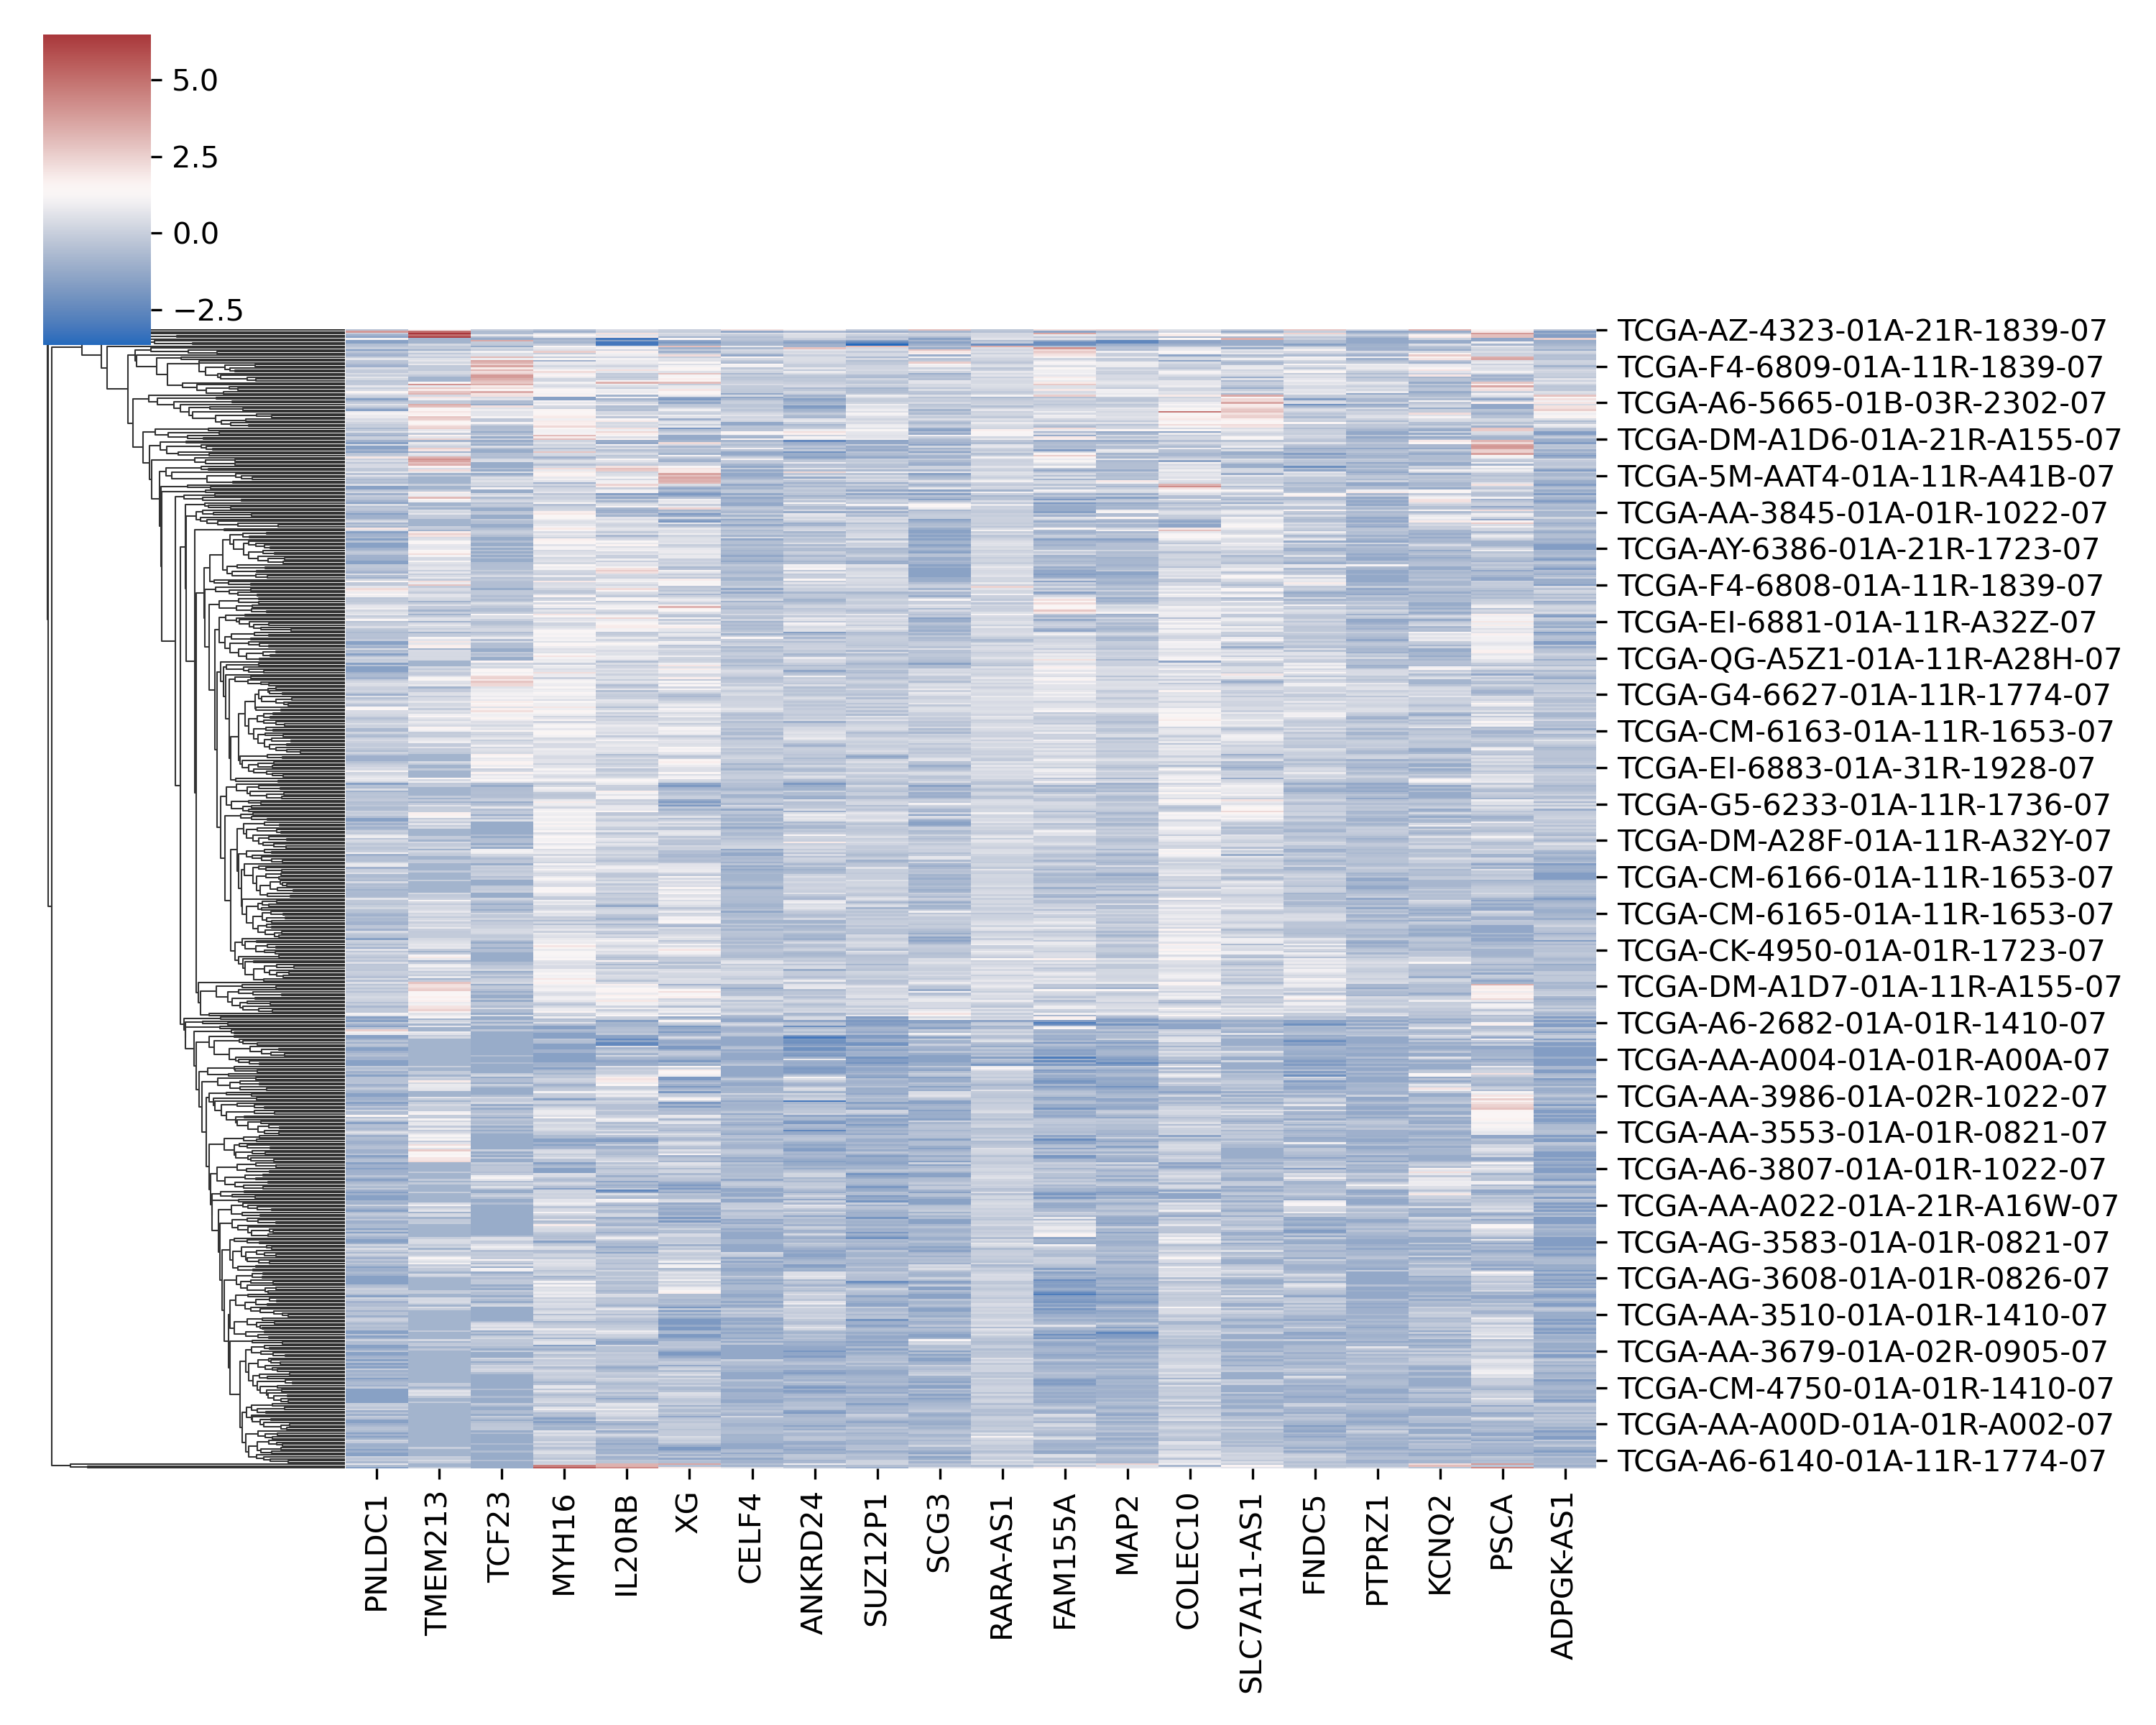 5.0
2.5
0.0
−2.5
TCGA-AZ-4323-01A-21R-1839-07
TCGA-F4-6809-01A-11R-1839-07
TCGA-A6-5665-01B-03R-2302-07
TCGA-DM-A1D6-01A-21R-A155-07
TCGA-5M-AAT4-01A-11R-A41B-07
TCGA-AA-3845-01A-01R-1022-07
TCGA-AY-6386-01A-21R-1723-07
TCGA-F4-6808-01A-11R-1839-07
TCGA-EI-6881-01A-11R-A32Z-07
TCGA-QG-A5Z1-01A-11R-A28H-07
TCGA-G4-6627-01A-11R-1774-07
TCGA-CM-6163-01A-11R-1653-07
TCGA-EI-6883-01A-31R-1928-07
TCGA-G5-6233-01A-11R-1736-07
TCGA-DM-A28F-01A-11R-A32Y-07
TCGA-CM-6166-01A-11R-1653-07
TCGA-CM-6165-01A-11R-1653-07
TCGA-CK-4950-01A-01R-1723-07
TCGA-DM-A1D7-01A-11R-A155-07
TCGA-A6-2682-01A-01R-1410-07
TCGA-AA-A004-01A-01R-A00A-07
TCGA-AA-3986-01A-02R-1022-07
TCGA-AA-3553-01A-01R-0821-07
TCGA-A6-3807-01A-01R-1022-07
TCGA-AA-A022-01A-21R-A16W-07
TCGA-AG-3583-01A-01R-0821-07
TCGA-AG-3608-01A-01R-0826-07
TCGA-AA-3510-01A-01R-1410-07
TCGA-AA-3679-01A-02R-0905-07
TCGA-CM-4750-01A-01R-1410-07
TCGA-AA-A00D-01A-01R-A002-07
TCGA-A6-6140-01A-11R-1774-07
PNLDC1
TMEM213
TCF23
MYH16
IL20RB
XG
CELF4
ANKRD24
SUZ12P1
SCG3
RARA-AS1
FAM155A
MAP2
COLEC10
SLC7A11-AS1
FNDC5
PTPRZ1
KCNQ2
PSCA
ADPGK-AS1